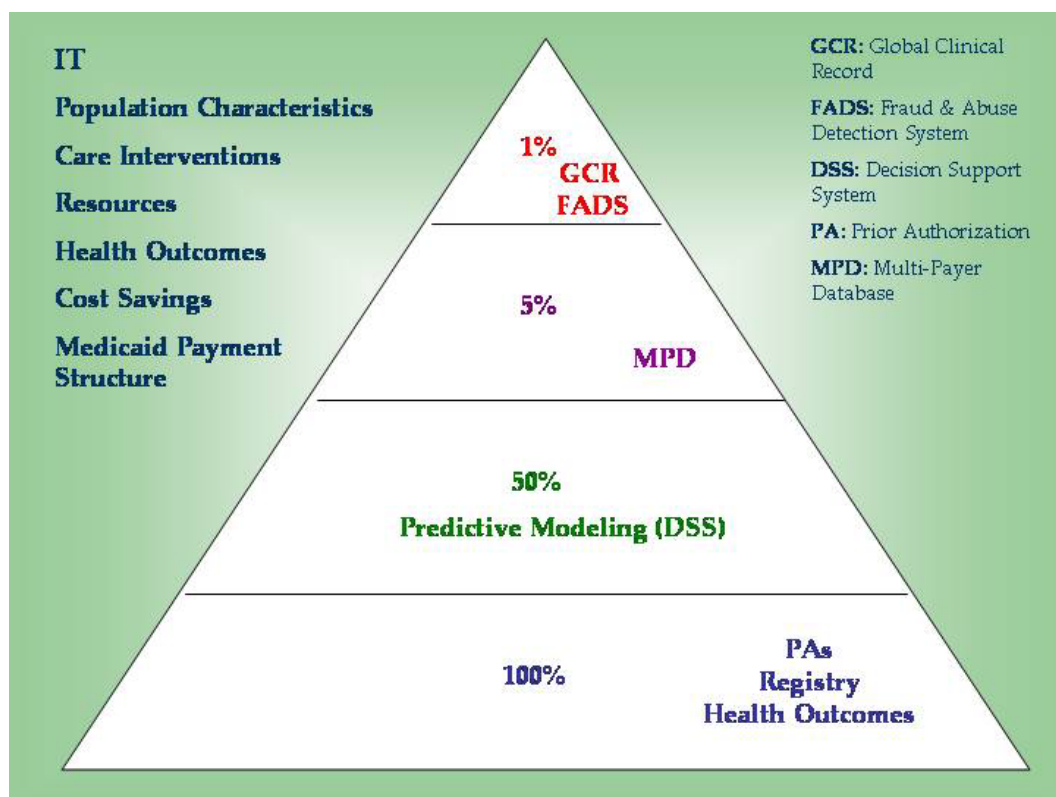 IT
Population Characteristics
Care Interventions
Resources
Health Outcomes
Cost Savings
Medicaid Payment
Structure
1%
GCR
FADS
5%
MPD
50%
Predictive Modeling (DSS)
100%
PAs
Registry
Health Outcomes
GCR: Global Clinical
Record
FADS: Fraud & Abuse
Detection System
DSS: Decision Support
System
PA: Prior Authorization
MPD: Multi-Payer
Database